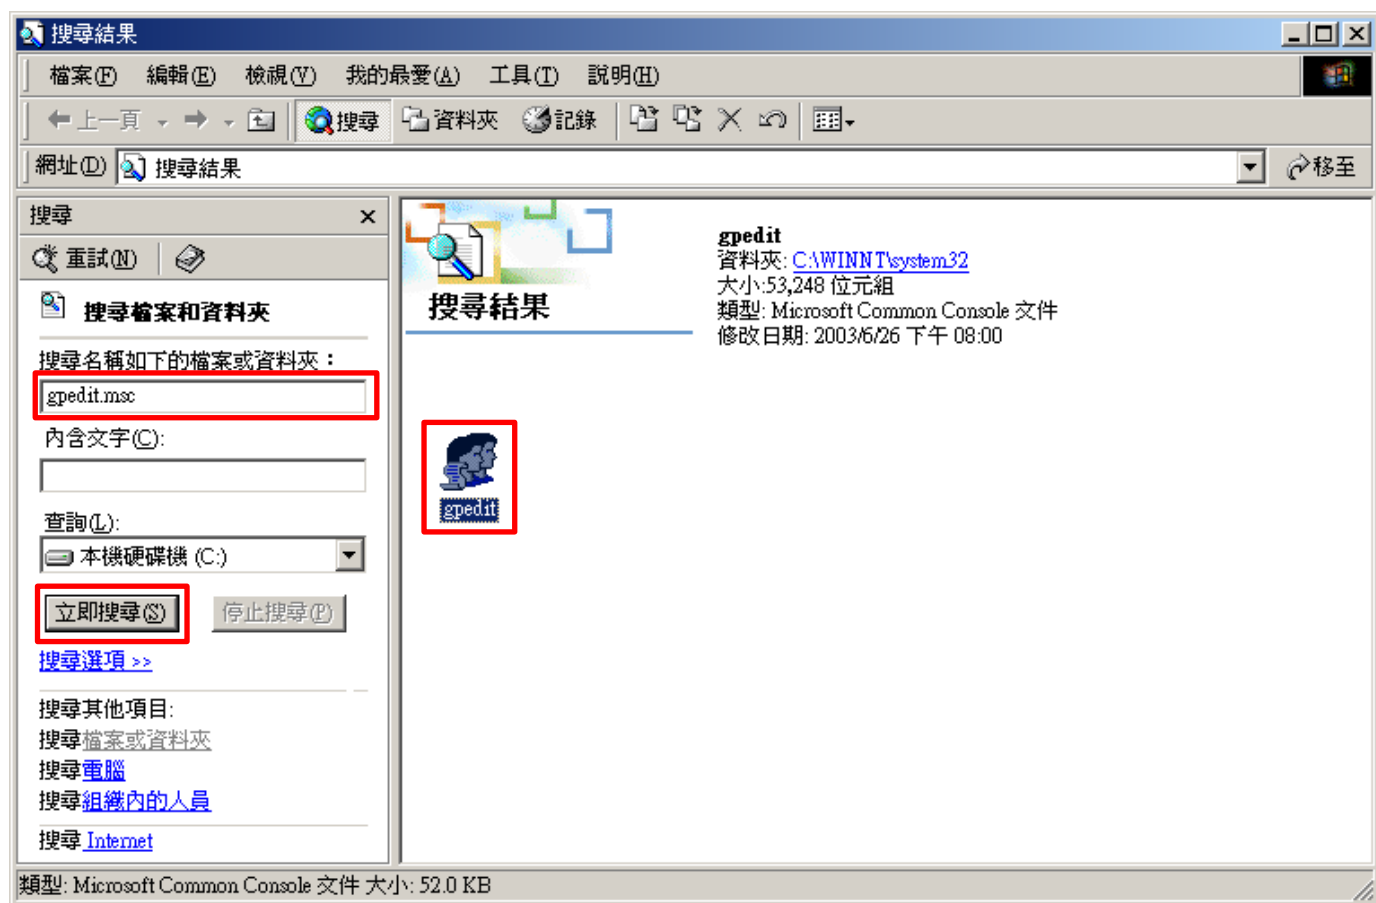 搜尋結果
檔案(F) 編輯(E) 檢視(V) 我的最愛(A) 工具(T) 說明(H)
上一頁 搜尋 資料夾 記錄
網址(D) 搜尋結果 移至
搜尋
重試(N)
搜尋檔案和資料夾
搜尋名稱如下的檔案或資料夾：
gpedit.msc
內含文字(C):
查詢(L):
本機硬碟機 (C:)
立即搜尋(S) 停止搜尋(P)
搜尋選項 >>
搜尋其他項目:
搜尋檔案或資料夾
搜尋電腦
搜尋組織內的人員
搜尋 Internet
搜尋結果
gpedit
資料夾: C:\WINNT\system32
大小:53,248 位元組
類型: Microsoft Common Console 文件
修改日期: 2003/6/26 下午 08:00
gpedit
類型: Microsoft Common Console 文件 大小: 52.0 KB